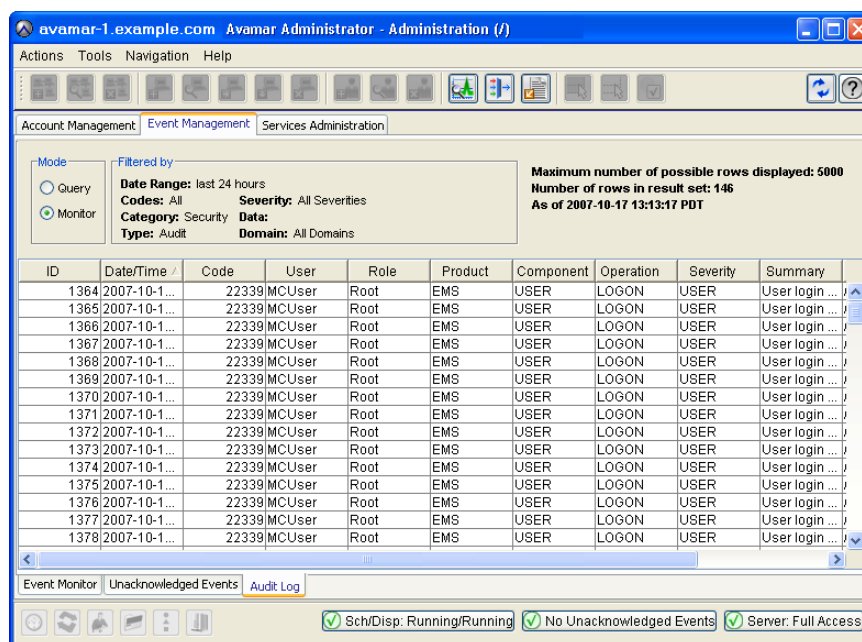 avamar-1.example.com Avamar Administrator - Administration (/)
Actions Tools Navigation Help
Account Management Event Management Services Administration
Mode
Query
Monitor
Filtered by
Date Range: last 24 hours
Codes: All Severity: All Severities
Category: Security Data:
Type: Audit Domain: All Domains
Maximum number of possible rows displayed: 5000
Number of rows in result set: 146
As of 2007-10-17 13:13:17 PDT
ID Date/Time Code User Role Product Component Operation Severity Summary
1364 2007-10-1... 22339 MCUser Root EMS USER LOGON USER User login ...
1365 2007-10-1... 22339 MCUser Root EMS USER LOGON USER User login ...
1366 2007-10-1... 22339 MCUser Root EMS USER LOGON USER User login ...
1367 2007-10-1... 22339 MCUser Root EMS USER LOGON USER User login ...
1368 2007-10-1... 22339 MCUser Root EMS USER LOGON USER User login ...
1369 2007-10-1... 22339 MCUser Root EMS USER LOGON USER User login ...
1370 2007-10-1... 22339 MCUser Root EMS USER LOGON USER User login ...
1371 2007-10-1... 22339 MCUser Root EMS USER LOGON USER User login ...
1372 2007-10-1... 22339 MCUser Root EMS USER LOGON USER User login ...
1373 2007-10-1... 22339 MCUser Root EMS USER LOGON USER User login ...
1374 2007-10-1... 22339 MCUser Root EMS USER LOGON USER User login ...
1375 2007-10-1... 22339 MCUser Root EMS USER LOGON USER User login ...
1376 2007-10-1... 22339 MCUser Root EMS USER LOGON USER User login ...
1377 2007-10-1... 22339 MCUser Root EMS USER LOGON USER User login ...
1378 2007-10-1... 22339 MCUser Root EMS USER LOGON USER User login ...
Event Monitor Unacknowledged Events Audit Log
Sch/Disp: Running/Running No Unacknowledged Events Server: Full Access